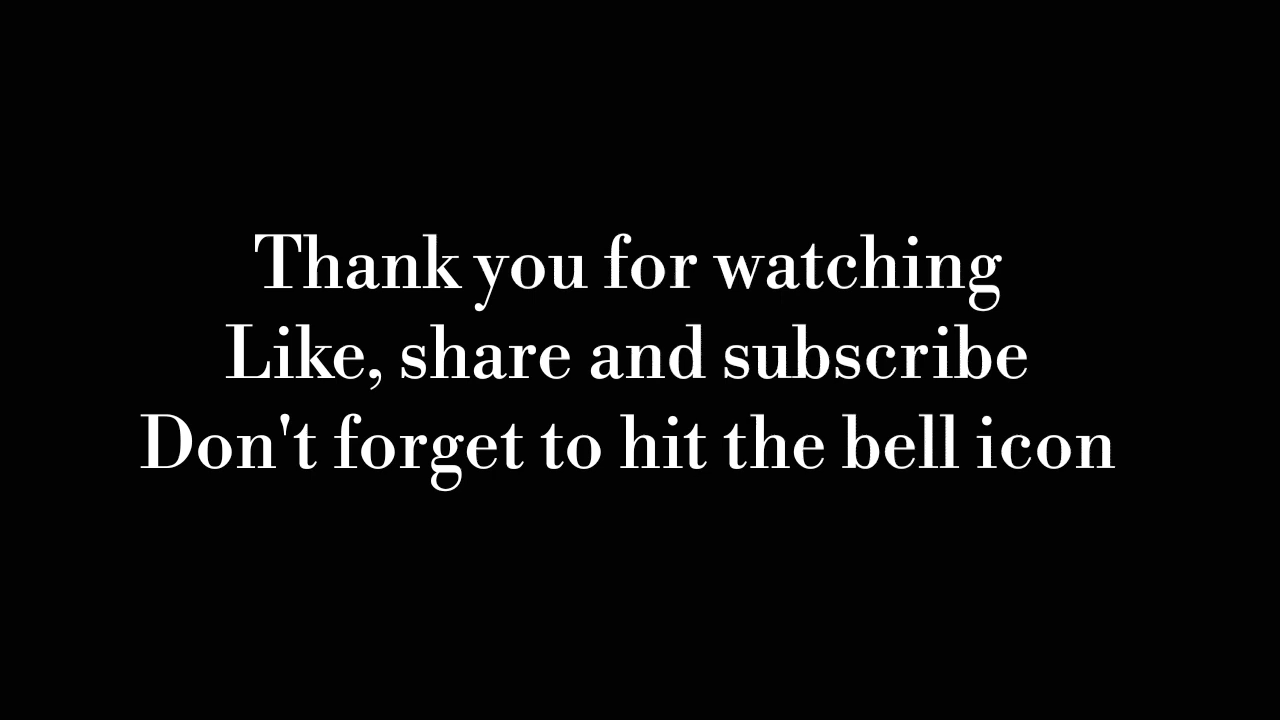 Thank you for watching
Like, share and subscribe
Don't forget to hit the bell icon